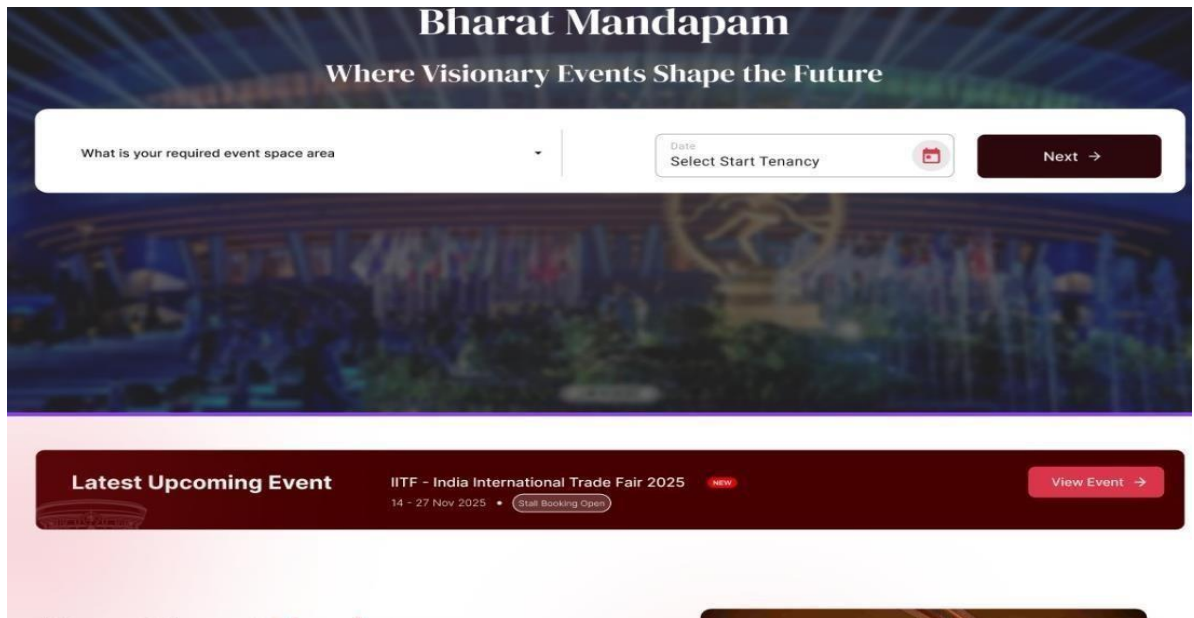 Bharat Mandapam
Where Visionary Events Shape the Future
What is your required event space area
Date
Select Start Tenancy
Next →
Latest Upcoming Event
IITF - India International Trade Fair 2025 NEW
14 - 27 Nov 2025 • Stall Booking Open
View Event →